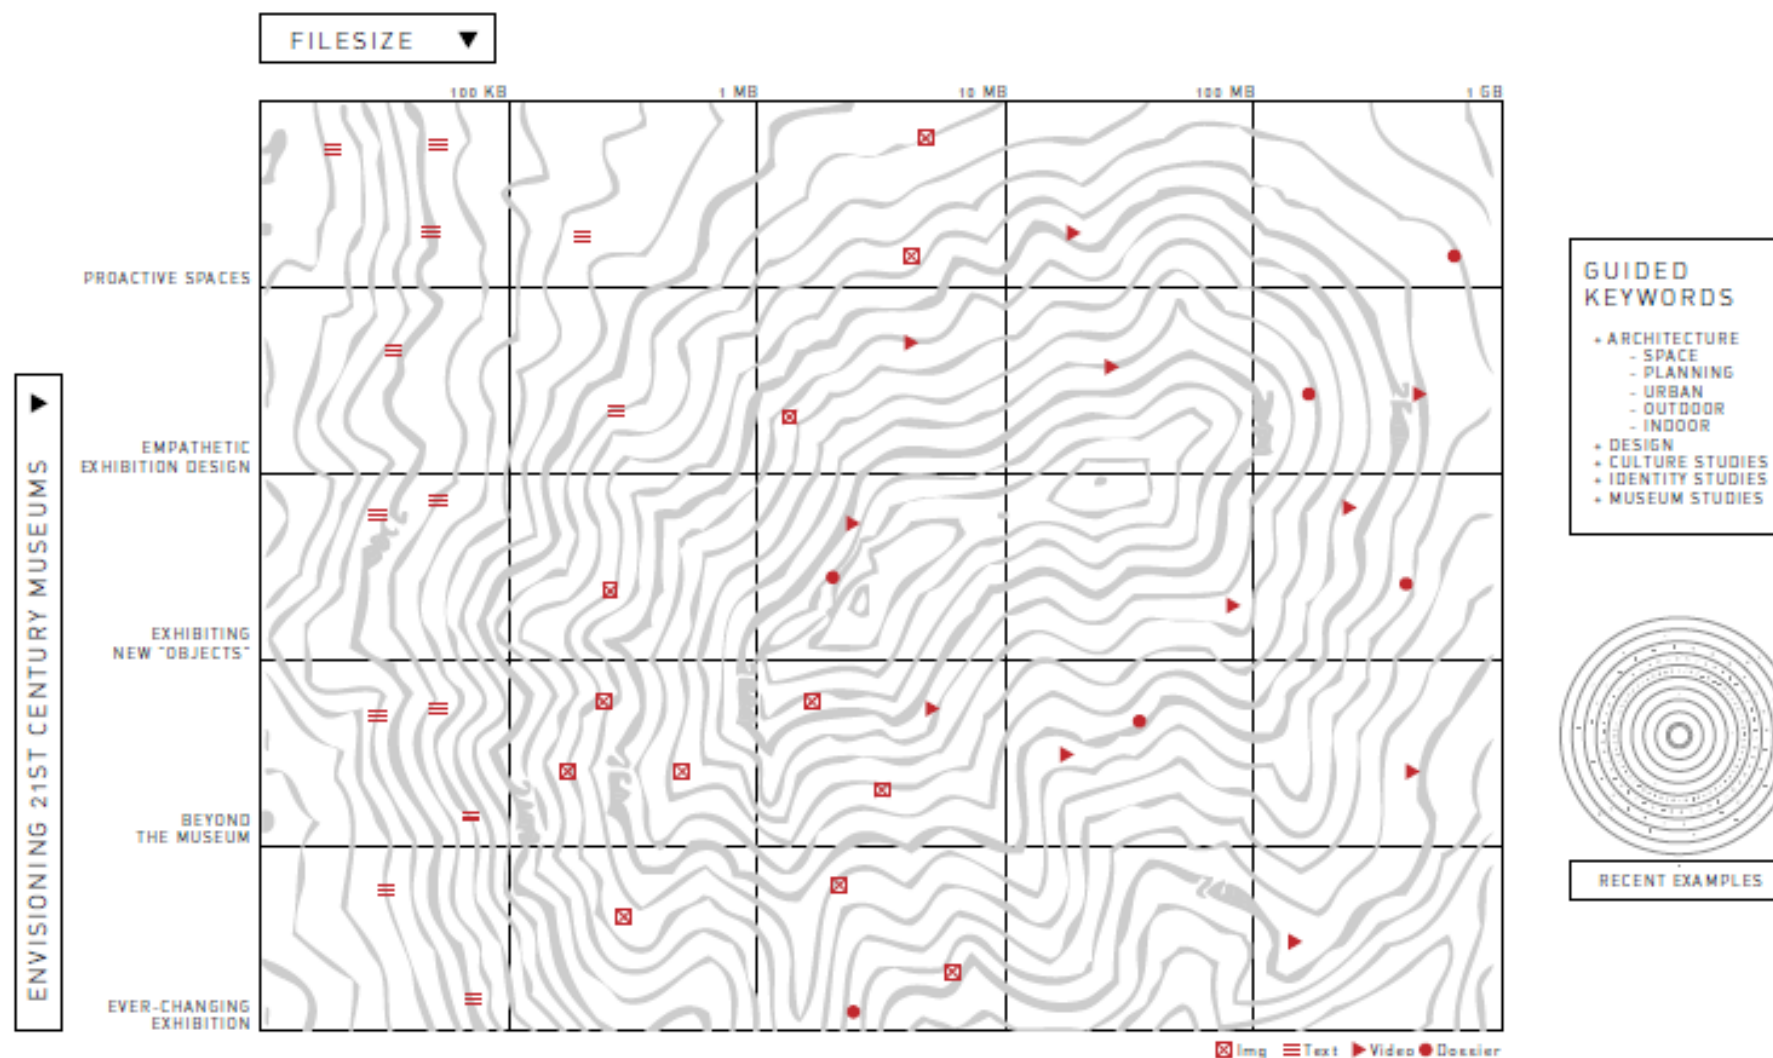 FILESIZE
100 KB
1 MB
10 MB
100 MB
1 GB
PROACTIVE SPACES
EMPATHETIC
EXHIBITION DESIGN
EXHIBITING
NEW "OBJECTS"
BEYOND
THE MUSEUM
EVER-CHANGING
EXHIBITION
ENVISIONING 21ST CENTURY MUSEUMS
GUIDED
KEYWORDS
+ ARCHITECTURE
- SPACE
- PLANNING
- URBAN
- OUTDOOR
- INDOOR
+ DESIGN
+ CULTURE STUDIES
+ IDENTITY STUDIES
+ MUSEUM STUDIES
RECENT EXAMPLES
Img Text Video Dossier